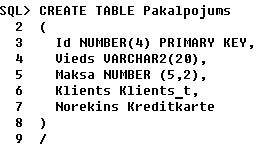 SQL> CREATE TABLE Pakalpojums
2 (
3 Id NUMBER(4) PRIMARY KEY,
4 Vieds VARCHAR2(20),
5 Maksa NUMBER (5,2),
6 Klients Klients_t,
7 Norekins Kreditkarte
8 )
9 /